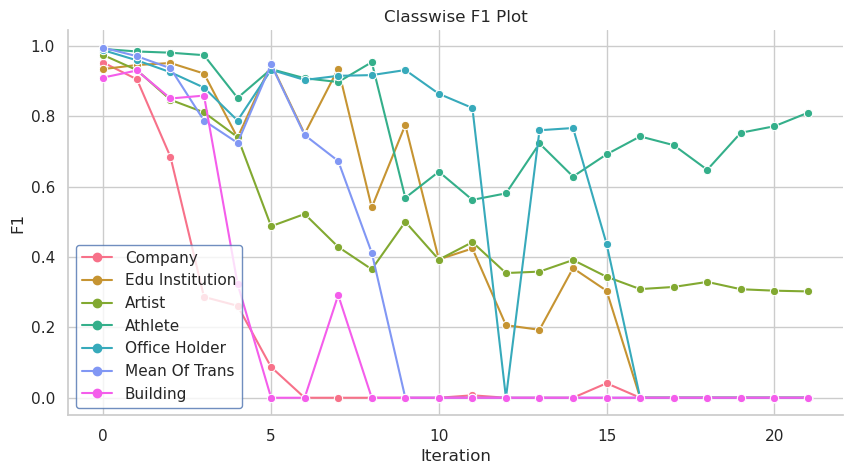 Classwise F1 Plot
F1
1.0
0.8
0.6
0.4
0.2
0.0
Company
Edu Institution
Artist
Athlete
Office Holder
Mean Of Trans
Building
0
5
10
15
20
Iteration